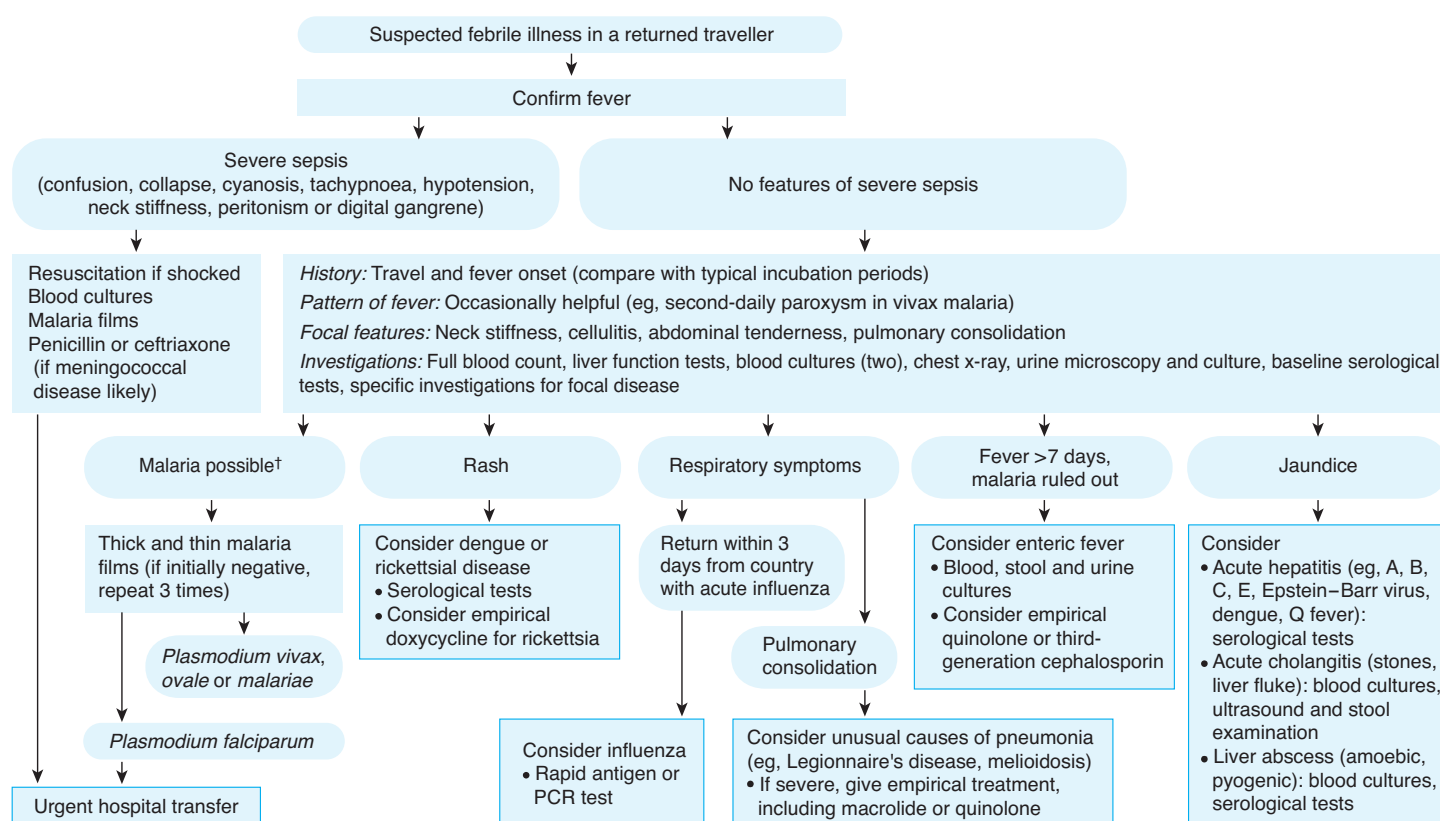 Suspected febrile illness in a returned traveller
Confirm fever
Severe sepsis
(confusion, collapse, cyanosis, tachypnoea, hypotension,
neck stiffness, peritonism or digital gangrene)
No features of severe sepsis
Resuscitation if shocked
Blood cultures
Malaria films
Penicillin or ceftriaxone
(if meningococcal
disease likely)
History: Travel and fever onset (compare with typical incubation periods)
Pattern of fever: Occasionally helpful (eg, second-daily paroxysm in vivax malaria)
Focal features: Neck stiffness, cellulitis, abdominal tenderness, pulmonary consolidation
Investigations: Full blood count, liver function tests, blood cultures (two), chest x-ray, urine microscopy and culture, baseline serological
tests, specific investigations for focal disease
Malaria possible†
Rash
Respiratory symptoms
Fever >7 days,
malaria ruled out
Jaundice
Thick and thin malaria
films (if initially negative,
repeat 3 times)
Plasmodium vivax,
ovale or malariae
Plasmodium falciparum
Urgent hospital transfer
Consider dengue or
rickettsial disease
• Serological tests
• Consider empirical
doxycycline for rickettsia
Return within 3
days from country
with acute influenza
Pulmonary
consolidation
Consider influenza
• Rapid antigen or
PCR test
Consider unusual causes of pneumonia
(eg, Legionnaire's disease, melioidosis)
• If severe, give empirical treatment,
including macrolide or quinolone
Consider enteric fever
• Blood, stool and urine
cultures
• Consider empirical
quinolone or third-
generation cephalosporin
Consider
• Acute hepatitis (eg, A, B,
C, E, Epstein–Barr virus,
dengue, Q fever):
serological tests
• Acute cholangitis (stones,
liver fluke): blood cultures,
ultrasound and stool
examination
• Liver abscess (amoebic,
pyogenic): blood cultures,
serological tests